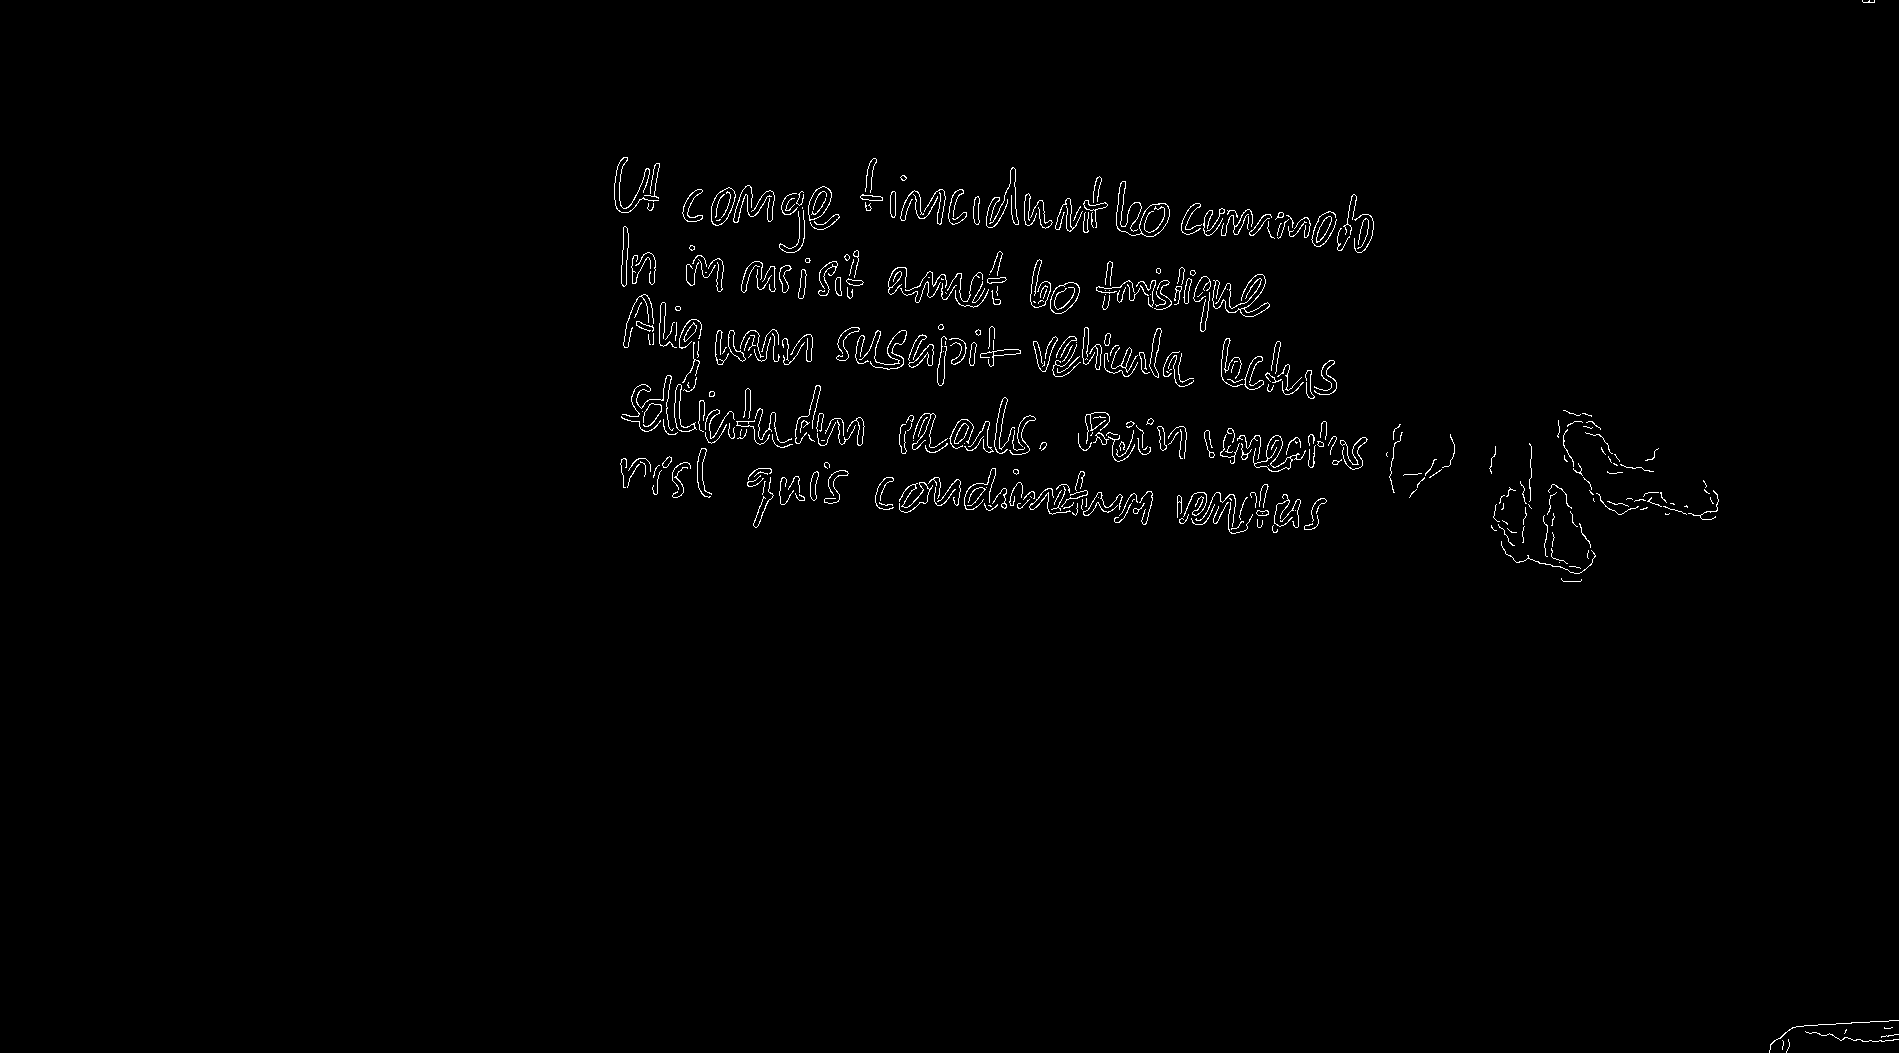 Ut congue tincidunt leo commodo
In in nisi sit amet leo tristique
Aliquam suscipit vehicula lectus
sollicitudin iaculis. Proin venenatis
nisl quis condimentum venenatis